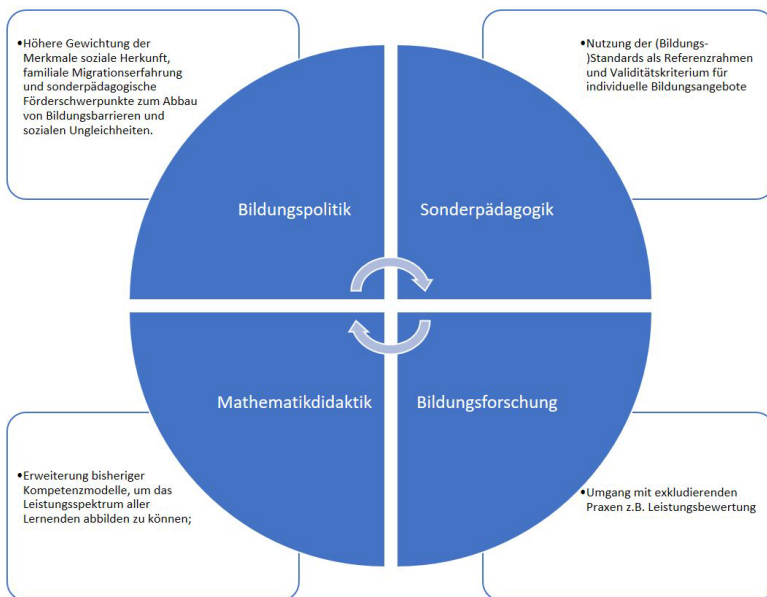 •Höhere Gewichtung der
Merkmale soziale Herkunft,
familiale Migrationserfahrung
und sonderpädagogische
Förderschwerpunkte zum Abbau
von Bildungsbarrieren und
sozialen Ungleichheiten.
•Nutzung der (Bildungs-
)Standards als Referenzrahmen
und Validitätskriterium für
individuelle Bildungsangebote
Bildungspolitik
Sonderpädagogik
Mathematikdidaktik
Bildungsforschung
•Erweiterung bisheriger
Kompetenzmodelle, um das
Leistungsspektrum aller
Lernenden abbilden zu können;
•Umgang mit exkludierenden
Praxen z.B. Leistungsbewertung